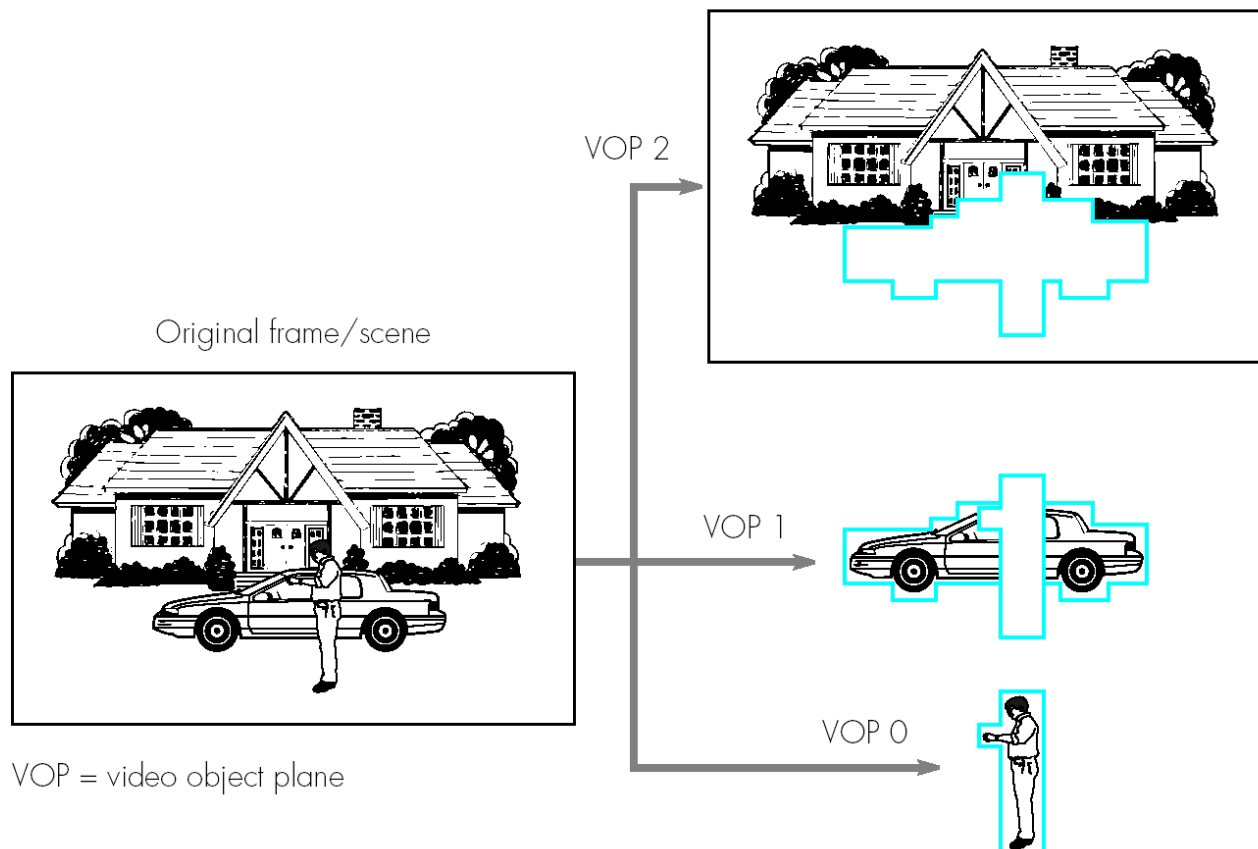 VOP 2
Original frame/scene
VOP 1
VOP 0
VOP = video object plane